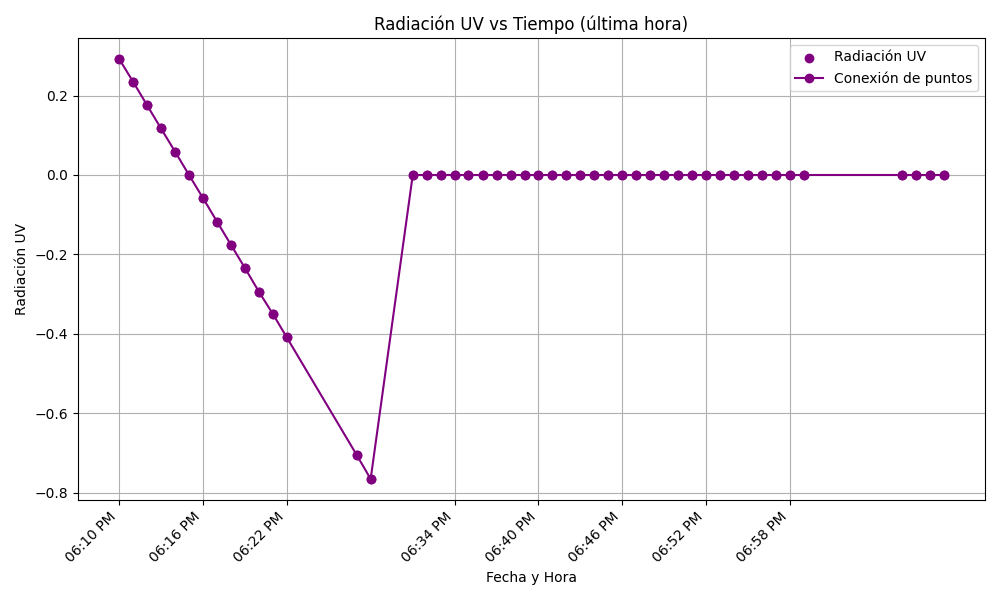 Radiación UV vs Tiempo (última hora)
Radiación UV
Conexión de puntos
Radiación UV
0.2
0.0
−0.2
−0.4
−0.6
−0.8
06:10 PM
06:16 PM
06:22 PM
06:34 PM
06:40 PM
06:46 PM
06:52 PM
06:58 PM
Fecha y Hora